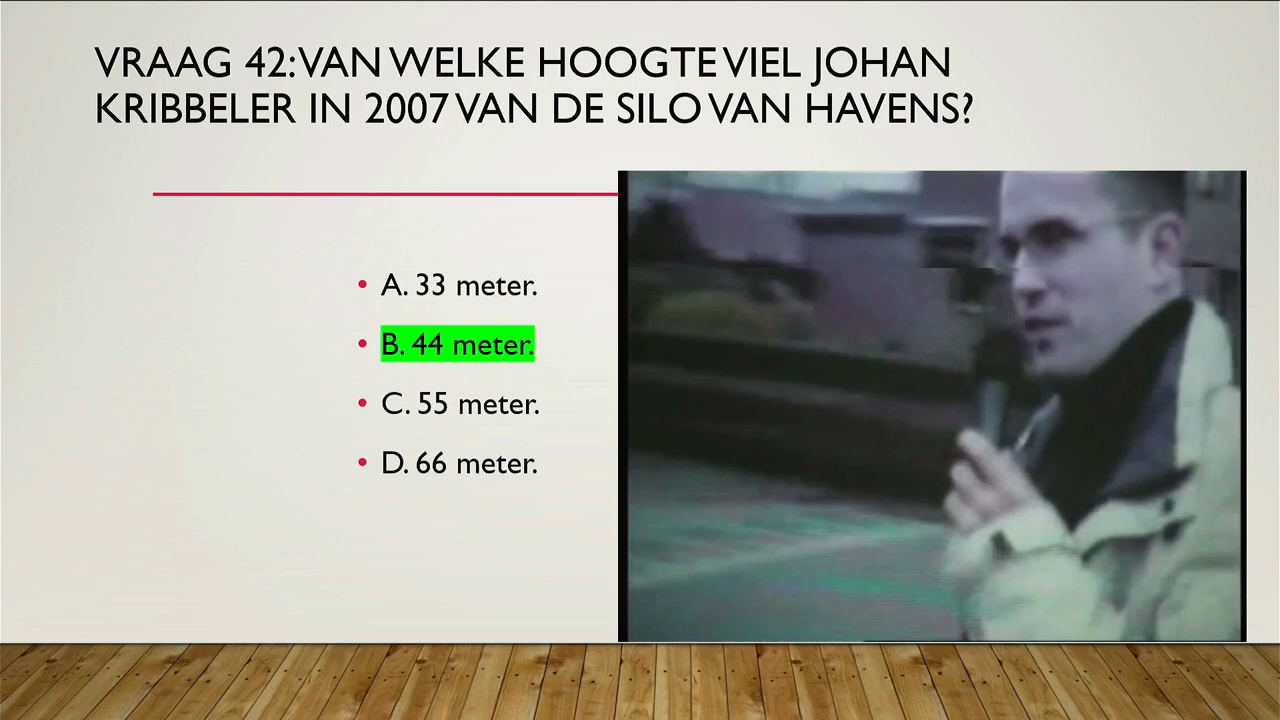 VRAAG 42: VAN WELKE HOOGTE VIEL JOHAN
KRIBBELER IN 2007 VAN DE SILO VAN HAVENS?
• A. 33 meter.
• B. 44 meter.
• C. 55 meter.
• D. 66 meter.